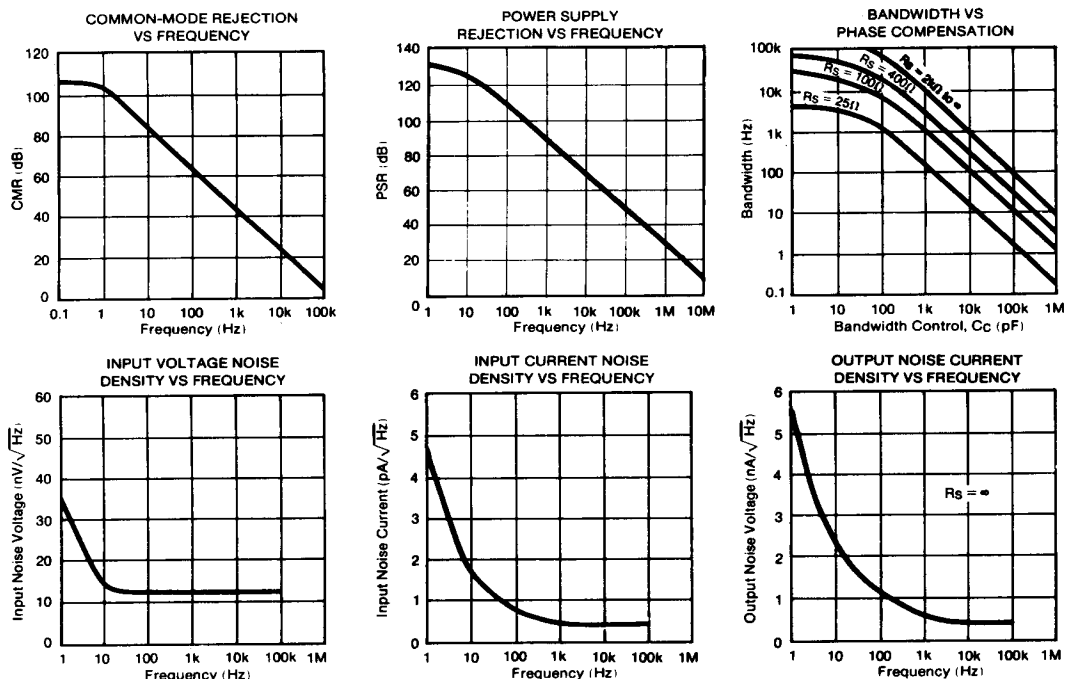 COMMON-MODE REJECTION
VS FREQUENCY
120
100
80
60
40
20
0
CMR (dB)
0.1 1 10 100 1k 10k 100k
Frequency (Hz)
POWER SUPPLY
REJECTION VS FREQUENCY
140
120
100
80
60
40
20
0
PSR (dB)
1 10 100 1k 10k 100k 1M 10M
Frequency (Hz)
BANDWIDTH VS
PHASE COMPENSATION
100k
10k
1k
100
10
1
0.1
Bandwidth (Hz)
Rs = 2kΩ to ∞
Rs = 400Ω
Rs = 100Ω
Rs = 25Ω
1 10 100 1k 10k 100k 1M
Bandwidth Control, Cc (pF)
INPUT VOLTAGE NOISE
DENSITY VS FREQUENCY
60
50
40
30
20
10
0
Input Noise Voltage (nV/√Hz)
1 10 100 1k 10k 100k 1M
Frequency (Hz)
INPUT CURRENT NOISE
DENSITY VS FREQUENCY
6
5
4
3
2
1
0
Input Noise Current (pA/√Hz)
1 10 100 1k 10k 100k 1M
Frequency (Hz)
OUTPUT NOISE CURRENT
DENSITY VS FREQUENCY
6
5
4
3
2
1
0
Output Noise Voltage (nA/√Hz)
Rs = ∞
1 10 100 1k 10k 100k 1M
Frequency (Hz)